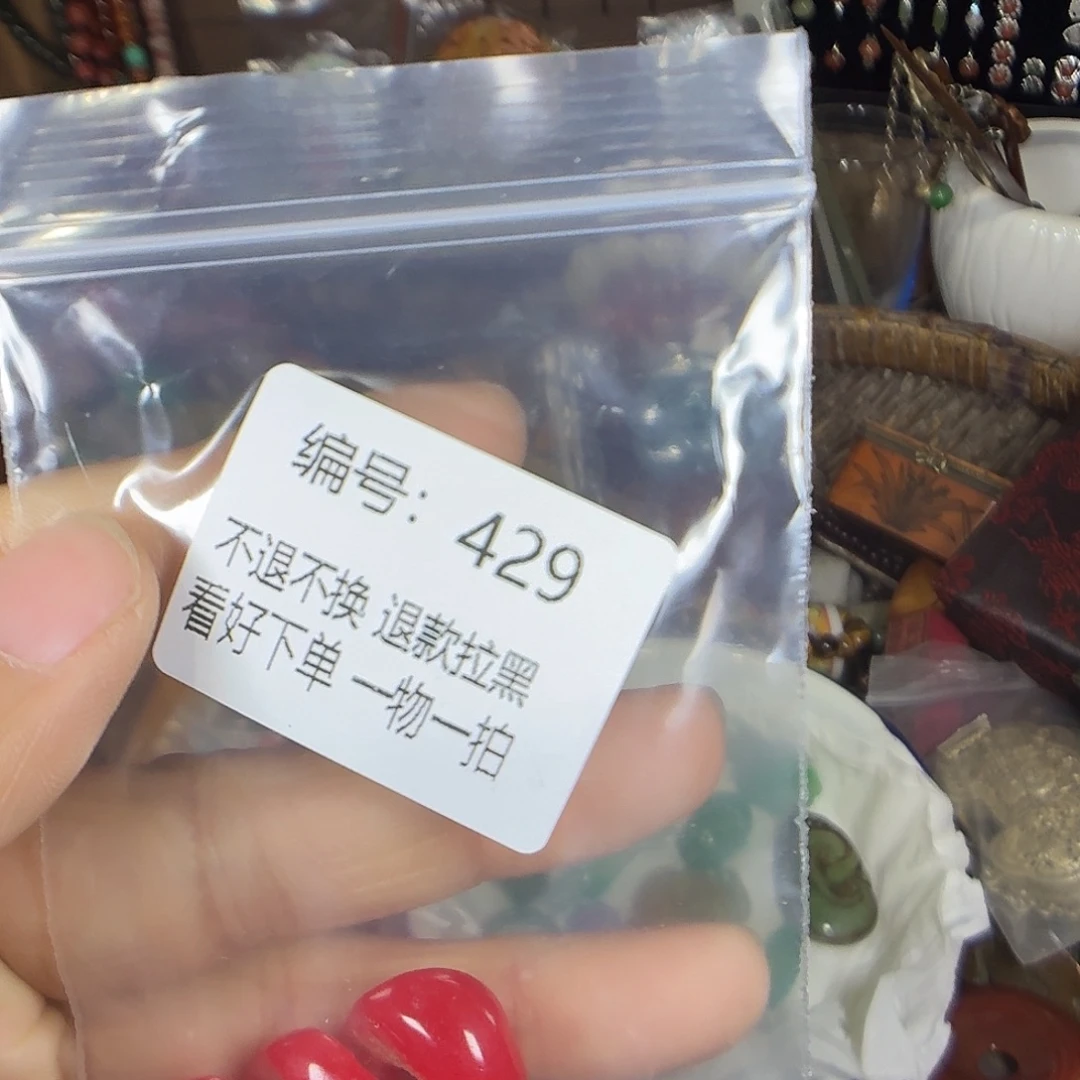 编号：429
不退不换 退款拉黑
看好下单 一物一拍